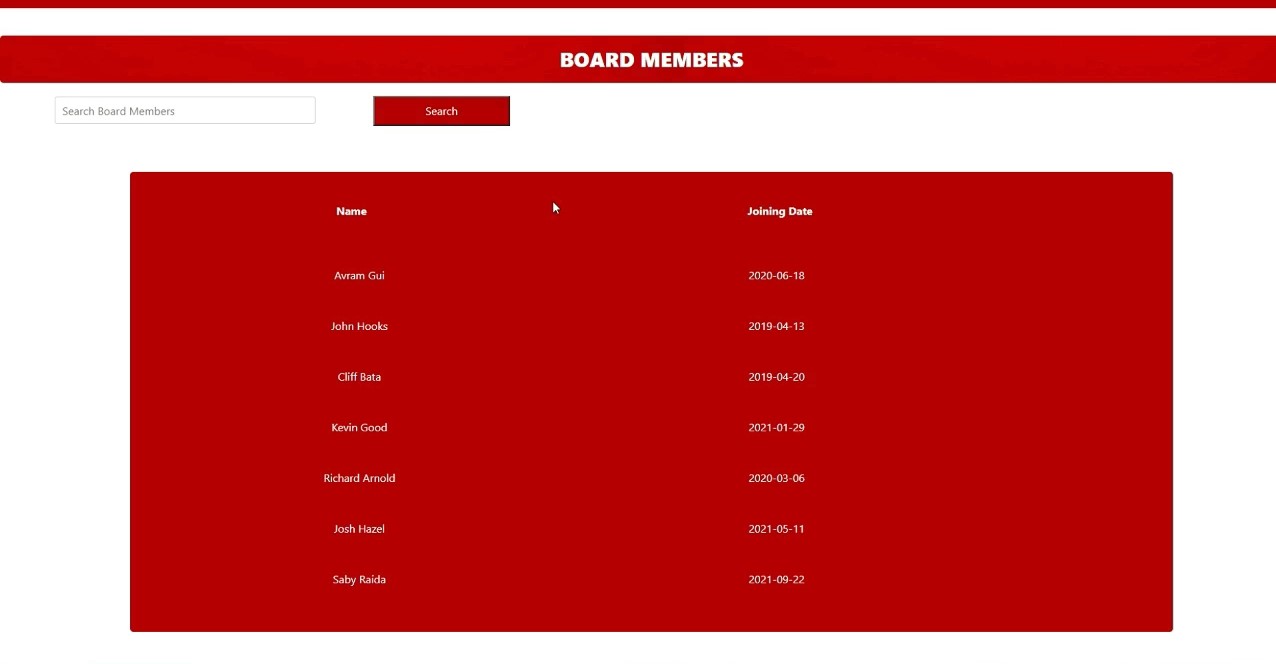 BOARD MEMBERS
Search Board Members Search
Name Joining Date
Avram Gui 2020-06-18
John Hooks 2019-04-13
Cliff Bata 2019-04-20
Kevin Good 2021-01-29
Richard Arnold 2020-03-06
Josh Hazel 2021-05-11
Saby Raida 2021-09-22